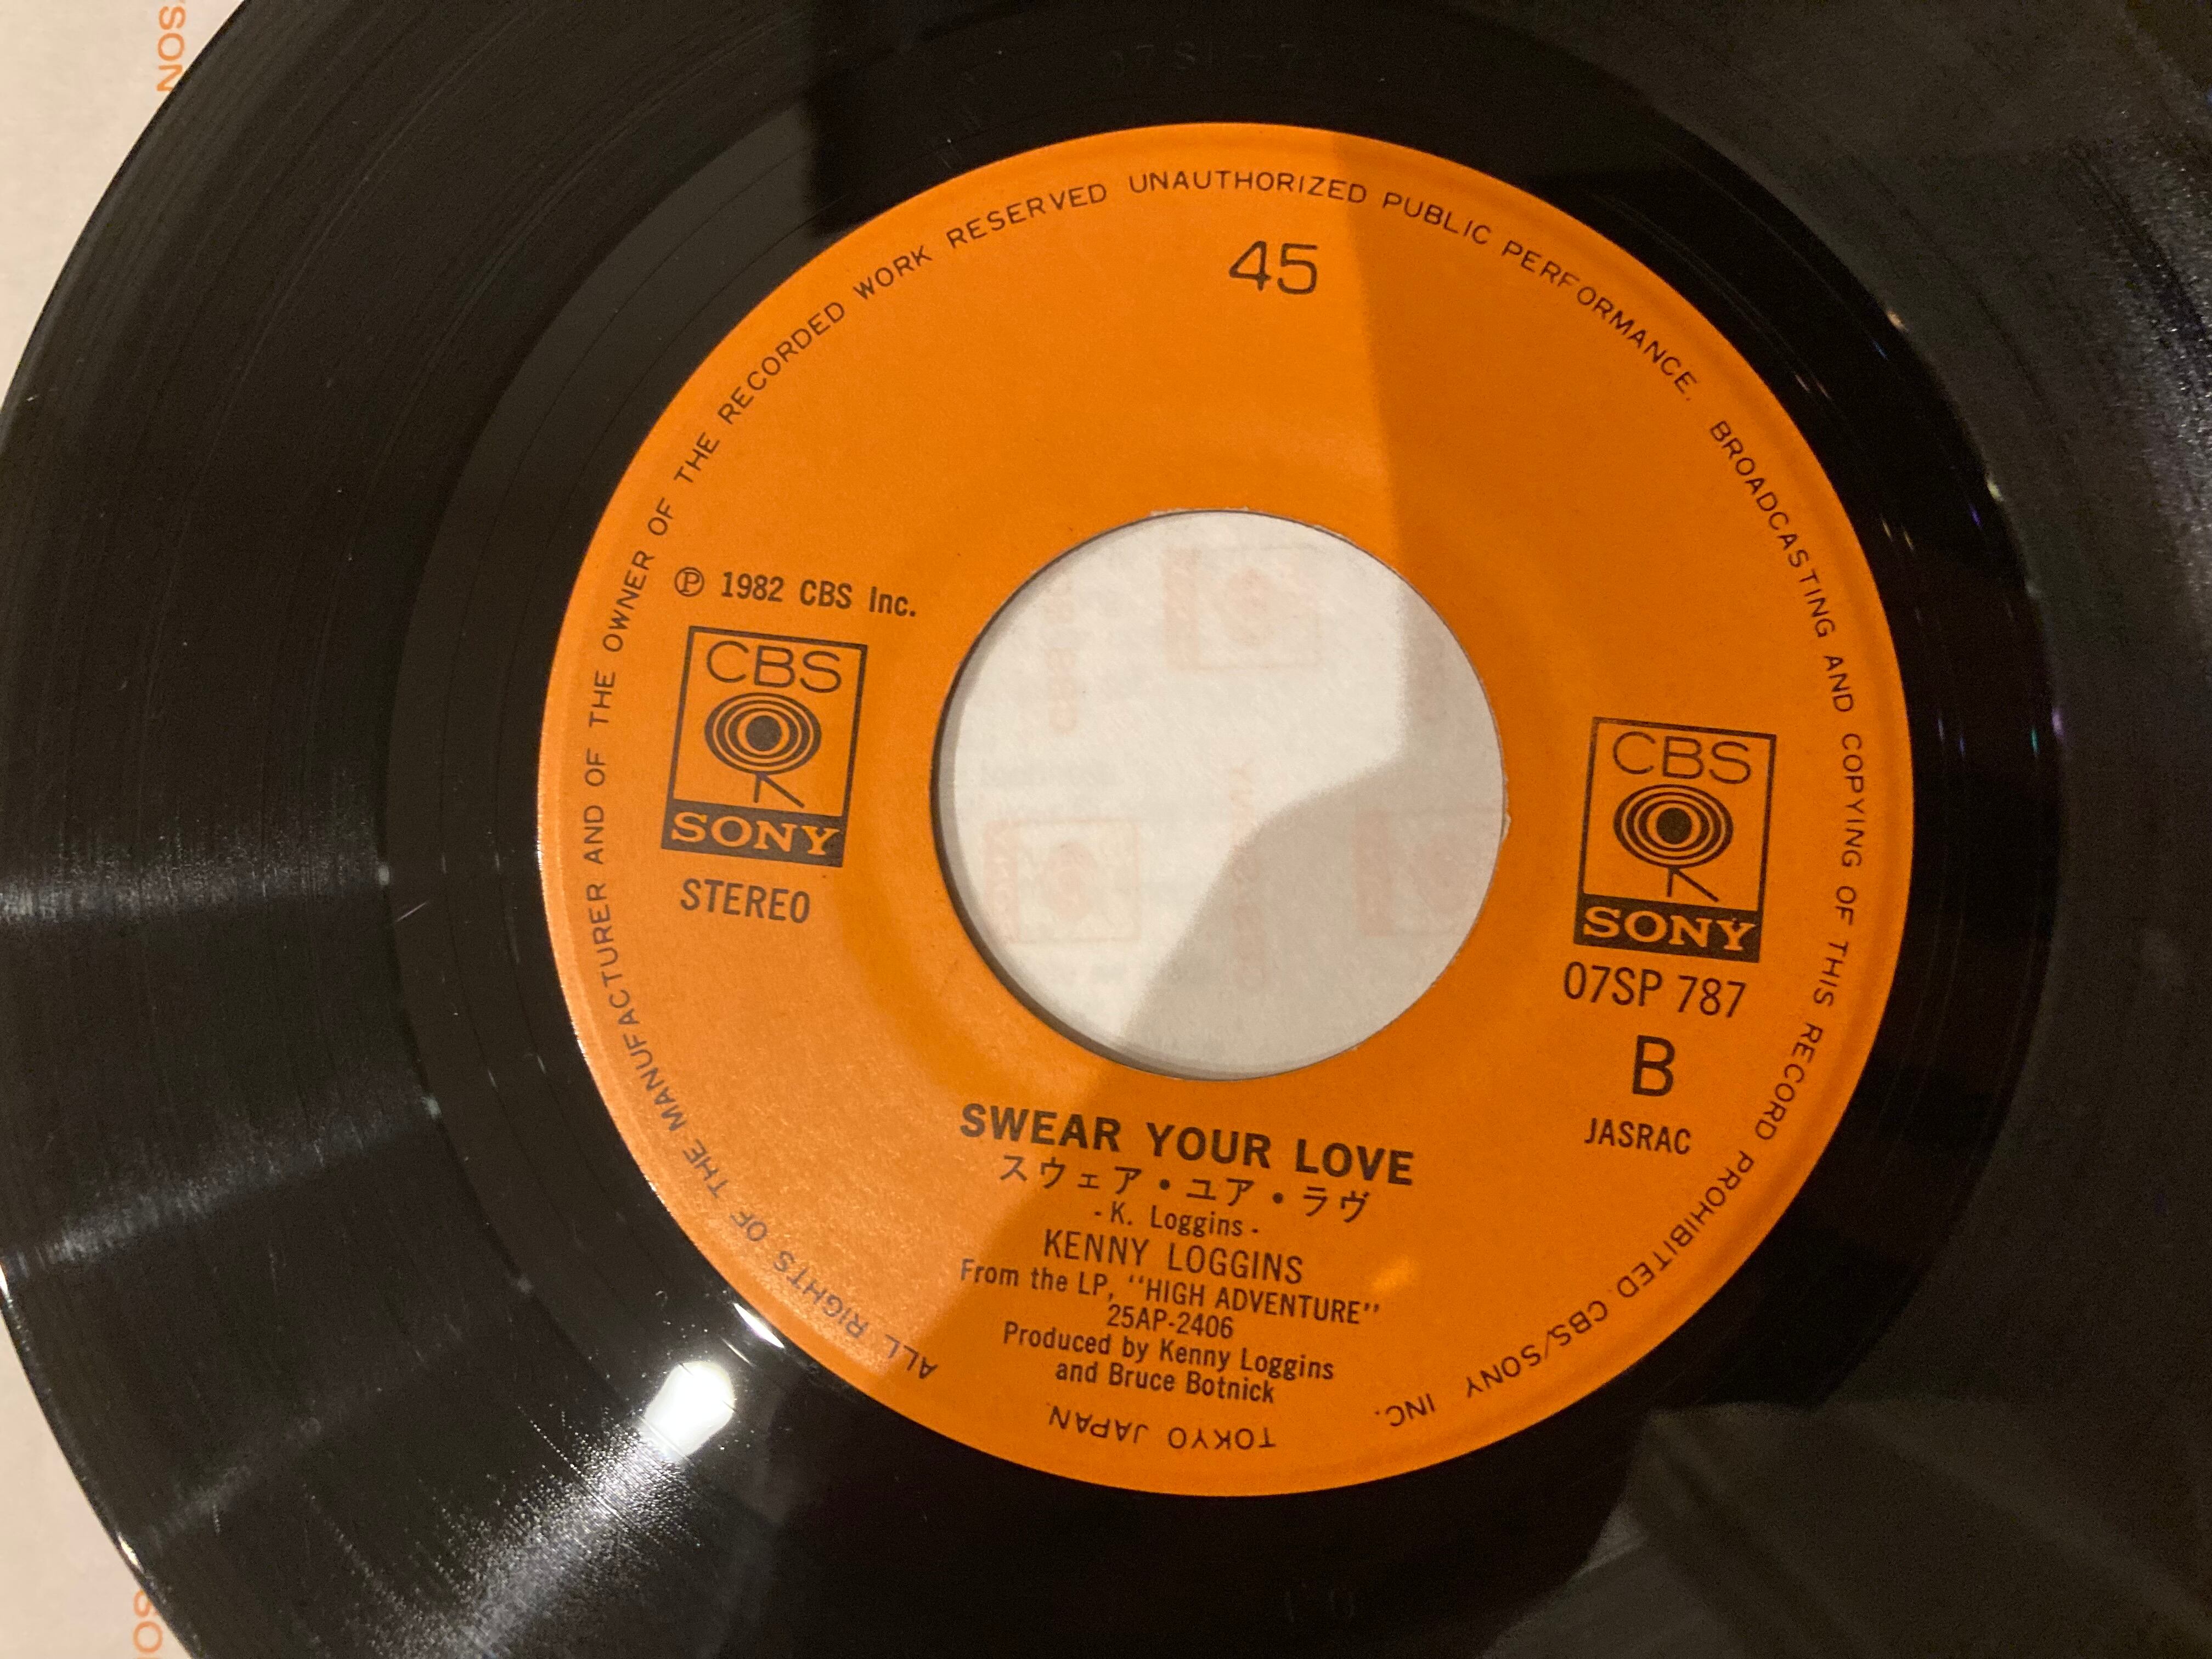 ALL RIGHTS OF THE MANUFACTURER AND OF THE OWNER OF THE RECORDED WORK RESERVED UNAUTHORIZED PUBLIC PERFORMANCE. BROADCASTING AND COPYING OF THIS RECORD PROHIBITED. CBS/SONY INC. TOKYO JAPAN
45
Ⓟ 1982 CBS Inc.
CBS
SONY
STEREO
CBS
SONY
07SP 787
B
JASRAC
SWEAR YOUR LOVE
スウェア・ユア・ラヴ
- K. Loggins -
KENNY LOGGINS
From the LP, "HIGH ADVENTURE"
25AP-2406
Produced by Kenny Loggins
and Bruce Botnick